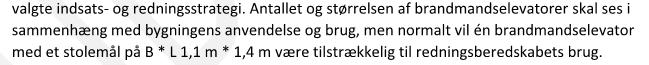 valgte indsats- og redningsstrategi. Antallet og størrelsen af brandmandselevatorer skal ses i
sammenhæng med bygningens anvendelse og brug, men normalt vil én brandmandselevator
med et stolemål på B * L 1,1 m * 1,4 m være tilstrækkelig til redningsberedskabets brug.